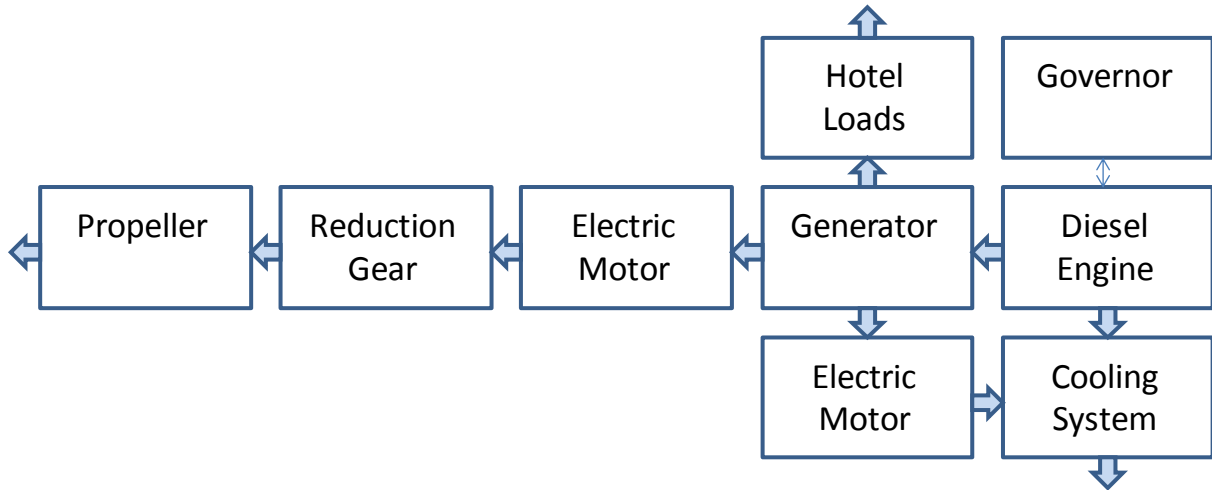 Hotel
Loads
Governor
Propeller
Reduction
Gear
Electric
Motor
Generator
Diesel
Engine
Electric
Motor
Cooling
System